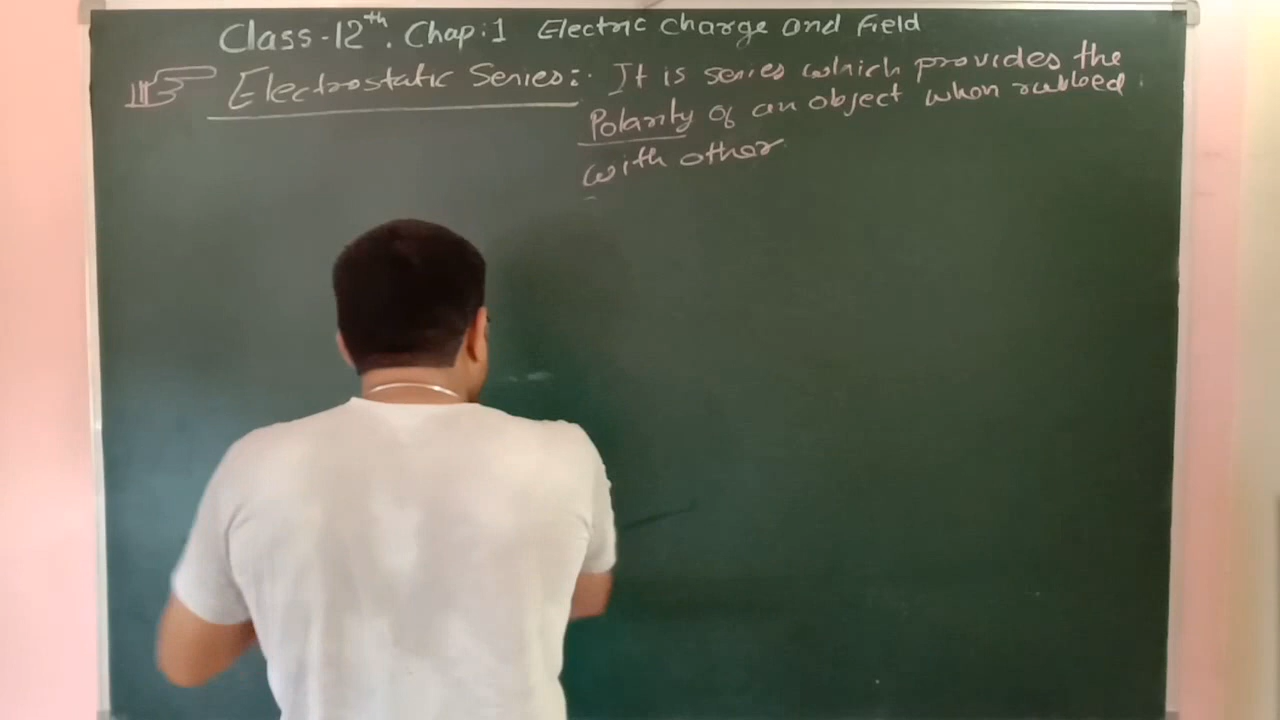 Class-12th. Chap:1 Electric Charge and Field
Electrostatic Series:- It is series which provides the
Polarity of an object when rubbed
with other